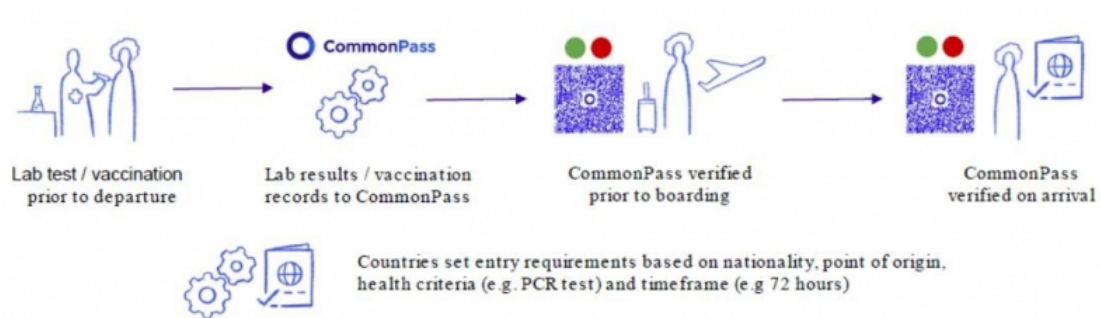 CommonPass
Lab test / vaccination
prior to departure
Lab results / vaccination
records to CommonPass
CommonPass verified
prior to boarding
CommonPass
verified on arrival
Countries set entry requirements based on nationality, point of origin,
health criteria (e.g. PCR test) and timeframe (e.g 72 hours)